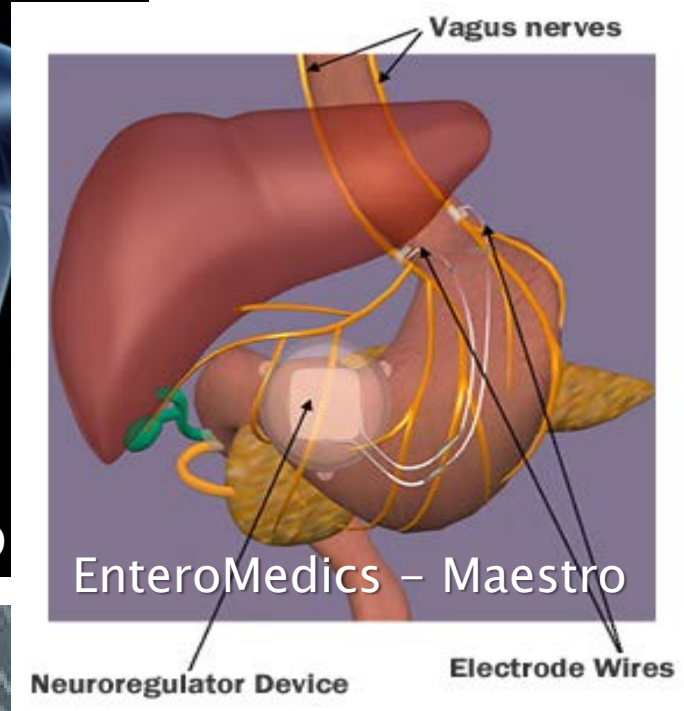 Vagus nerves
EnteroMedics – Maestro
Electrode Wires
Neuroregulator Device